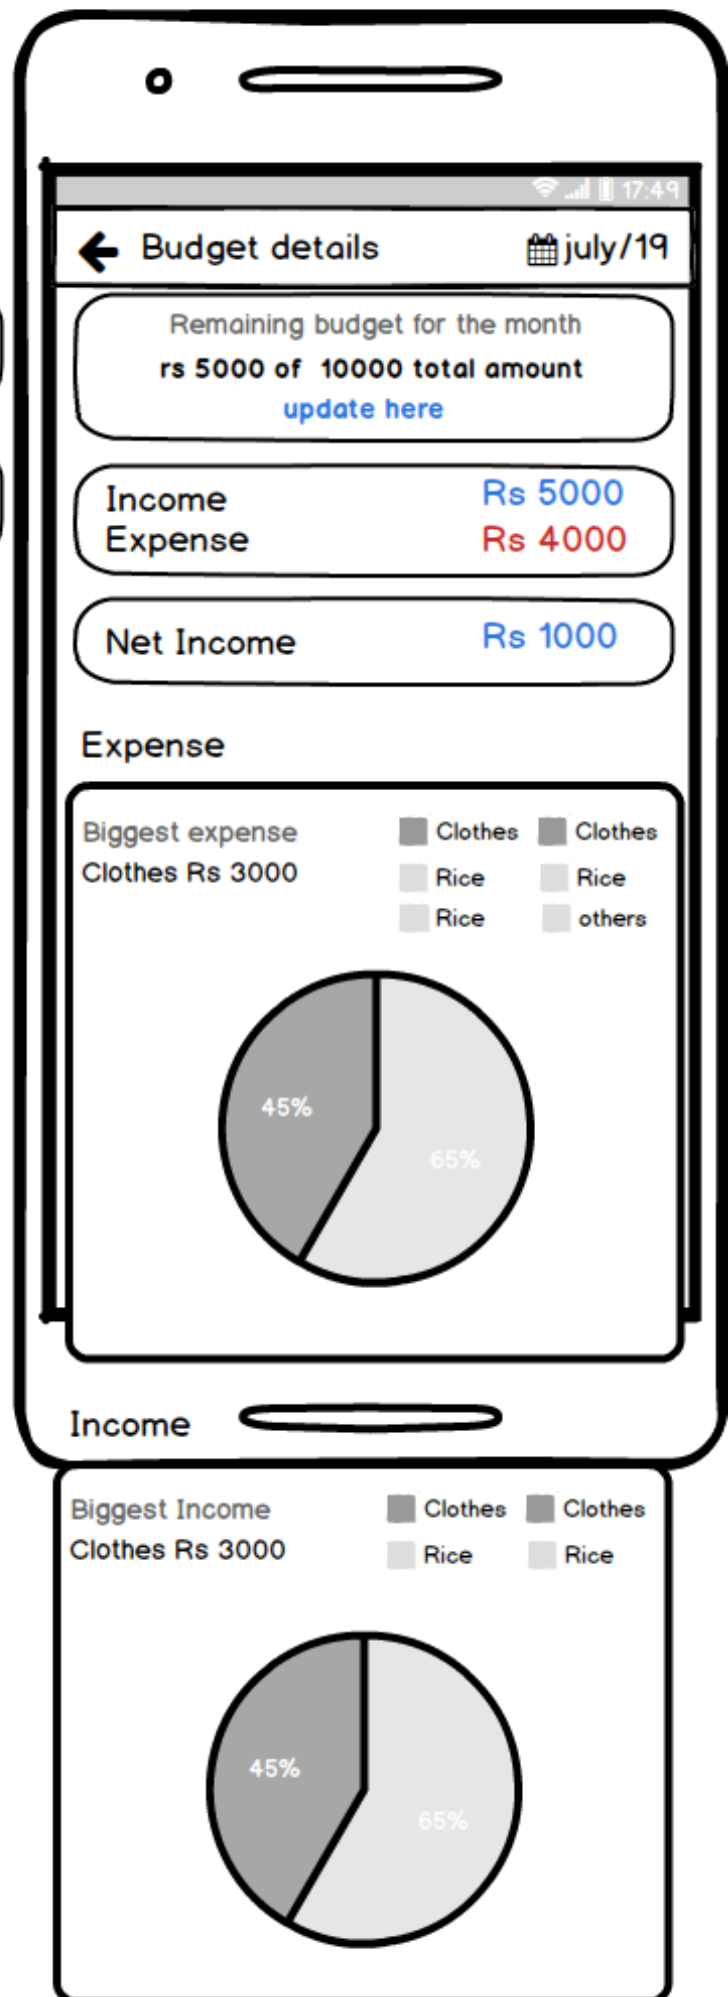 17:49
Budget details july/19
Remaining budget for the month
rs 5000 of 10000 total amount
update here
Income Rs 5000
Expense Rs 4000
Net Income Rs 1000
Expense
Biggest expense Clothes Clothes
Clothes Rs 3000 Rice Rice
Rice others
45%
65%
Income
Biggest Income Clothes Clothes
Clothes Rs 3000 Rice Rice
45%
65%